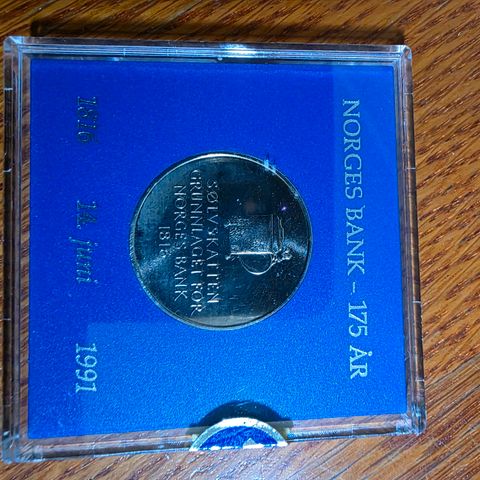 NORGES BANK – 175 ÅR
SØLVSKATTEN
GRUNNLAGET FOR
NORGES BANK
1816
1816 14. juni 1991